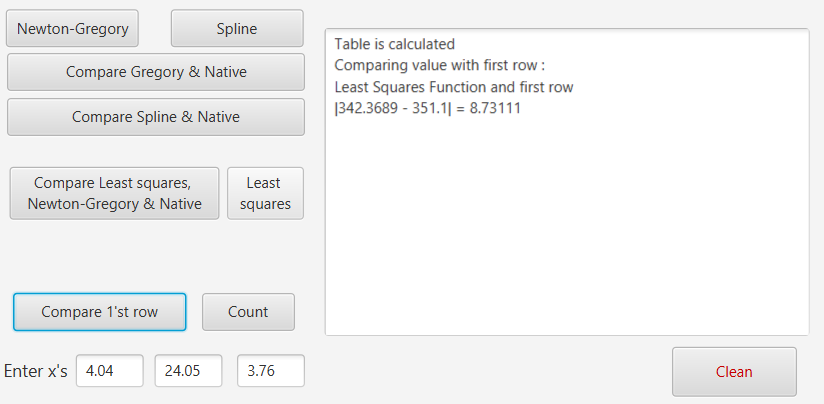 Newton-Gregory
Spline
Compare Gregory & Native
Compare Spline & Native
Compare Least squares,
Newton-Gregory & Native
Least
squares
Compare 1'st row
Count
Enter x's
4.04
24.05
3.76
Table is calculated
Comparing value with first row :
Least Squares Function and first row
|342.3689 - 351.1| = 8.73111
Clean